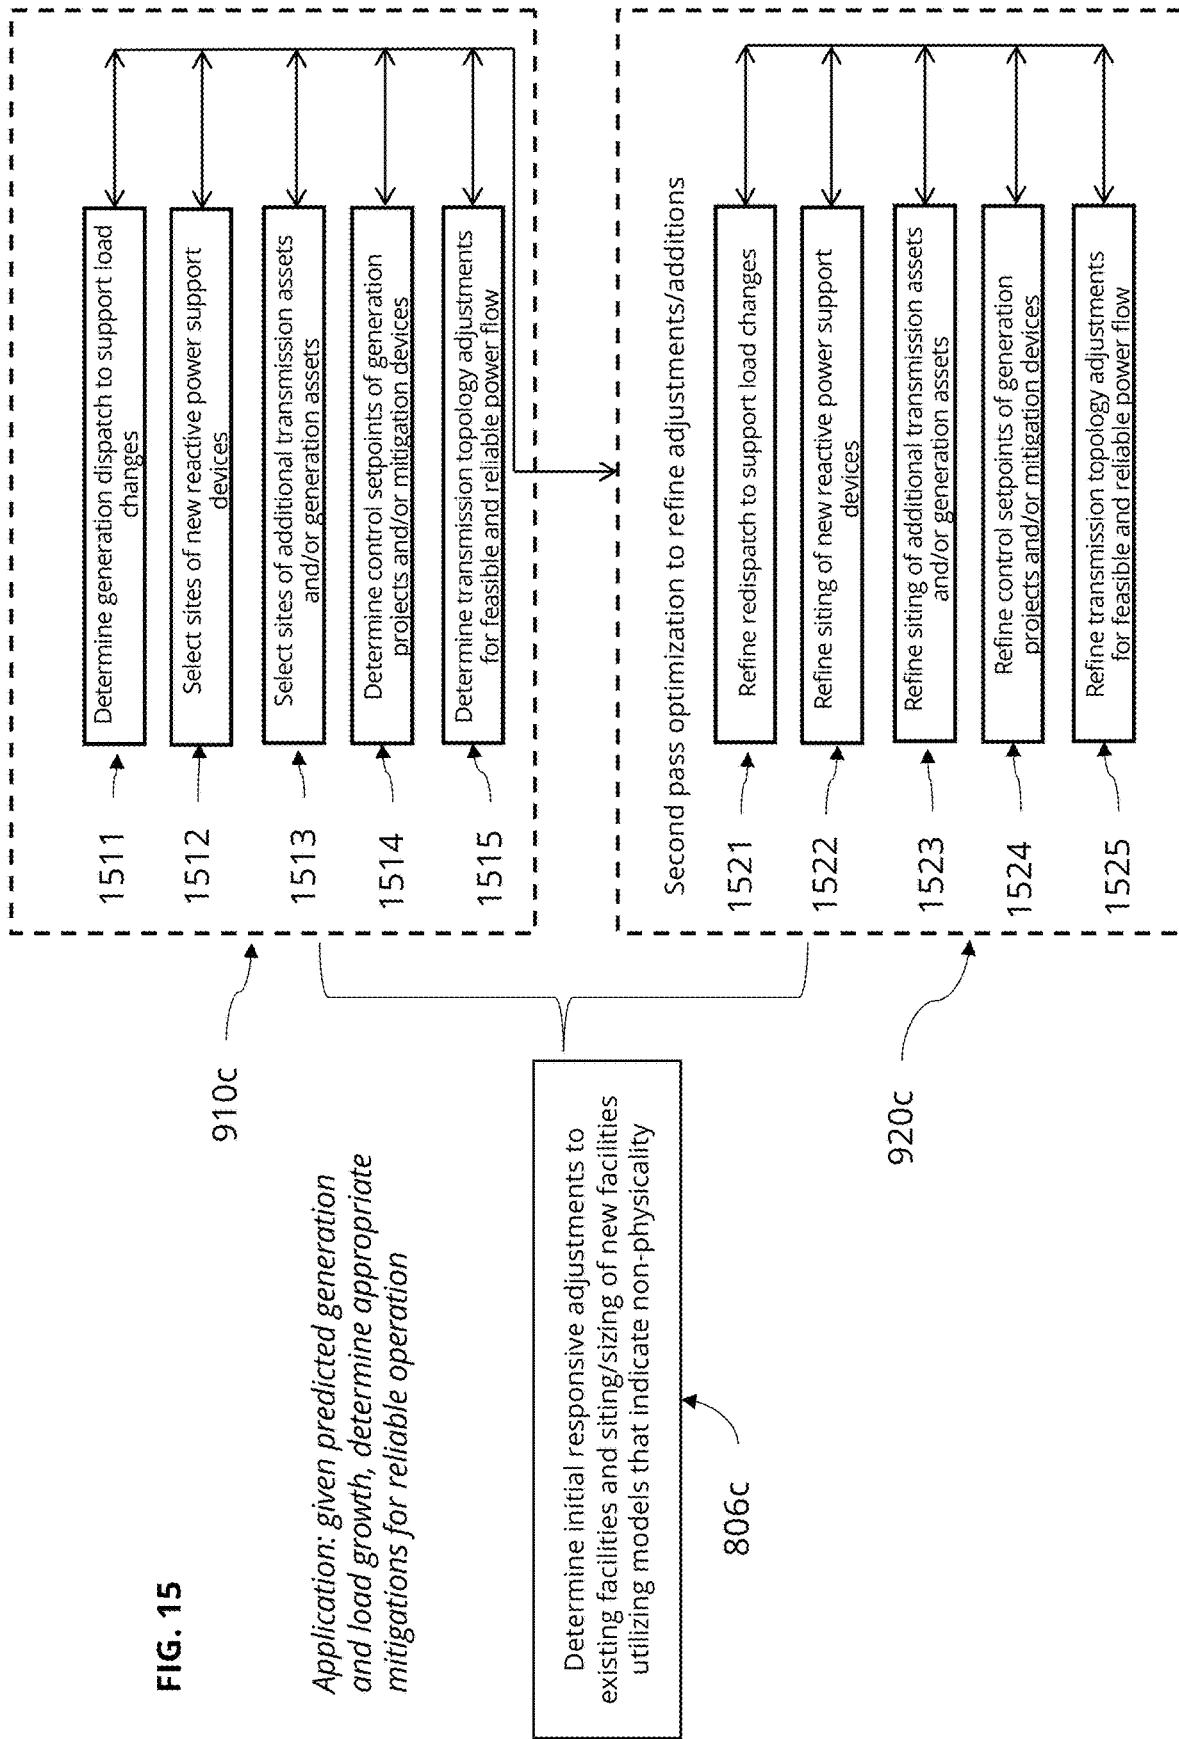 FIG. 15
Application: given predicted generation
and load growth, determine appropriate
mitigations for reliable operation
Determine initial responsive adjustments to
existing facilities and siting/sizing of new facilities
utilizing models that indicate non-physicality
806c
910c
1511
Determine generation dispatch to support load
changes
1512
Select sites of new reactive power support
devices
1513
Select sites of additional transmission assets
and/or generation assets
1514
Determine control setpoints of generation
projects and/or mitigation devices
1515
Determine transmission topology adjustments
for feasible and reliable power flow
920c
Second pass optimization to refine adjustments/additions
1521
Refine redispatch to support load changes
1522
Refine siting of new reactive power support
devices
1523
Refine siting of additional transmission assets
and/or generation assets
1524
Refine control setpoints of generation
projects and/or mitigation devices
1525
Refine transmission topology adjustments
for feasible and reliable power flow